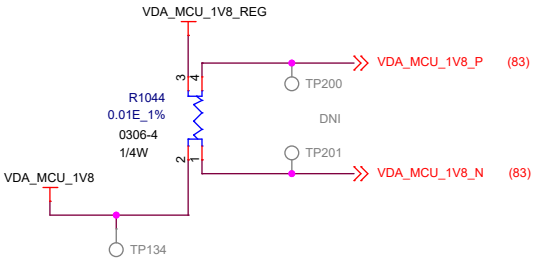 VDA_MCU_1V8_REG
VDA_MCU_1V8_P (83)
3
4
TP200
R1044
0.01E_1%
0306-4
1/4W
DNI
TP201
2
1
VDA_MCU_1V8
VDA_MCU_1V8_N (83)
TP134